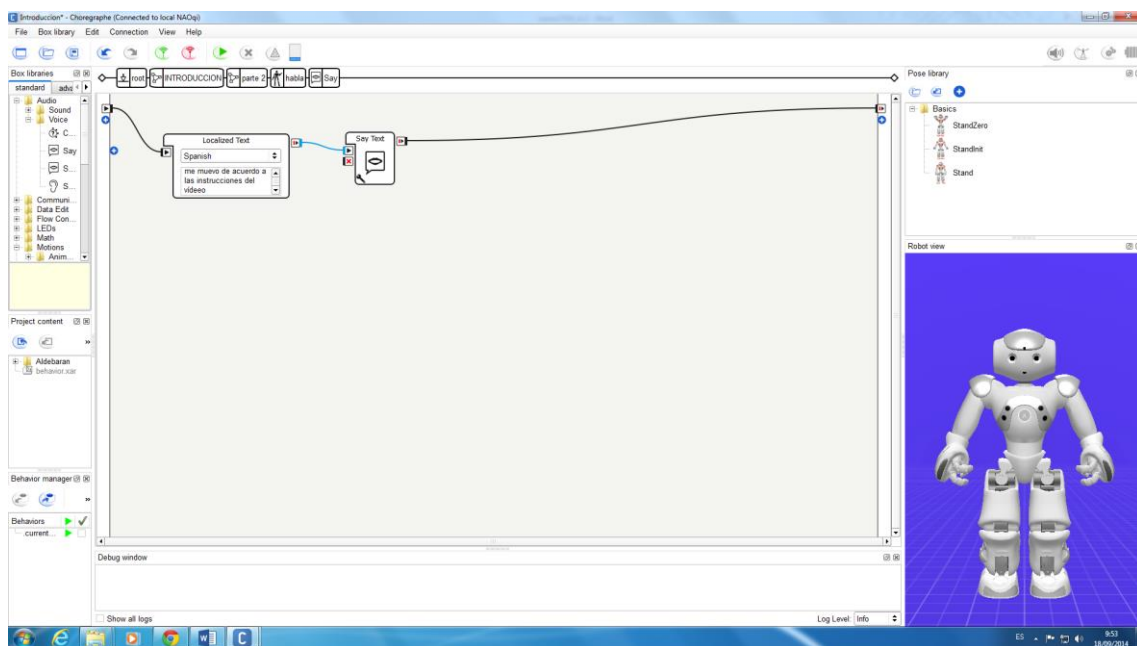 Introduccion* - Choregraphe (Connected to local NAOqi)
File Box library Edit Connection View Help
Box libraries
standard
Audio
Sound
Voice
C...
Say
S...
S...
Communi...
Data Edit
Flow Con...
LEDs
Math
Motions
Anim...
Project content
»
Aldebaran
behavior.xar
Behavior manager
»
Behaviors
current...
root INTRODUCCION parte 2 habla Say
Localized Text
Spanish
me muevo de acuerdo a
las instrucciones del
vídeeo
Say Text
Debug window
Show all logs
Log Level: Info
Pose library
Basics
StandZero
StandInit
Stand
Robot view
ES
9:53
18/09/2014